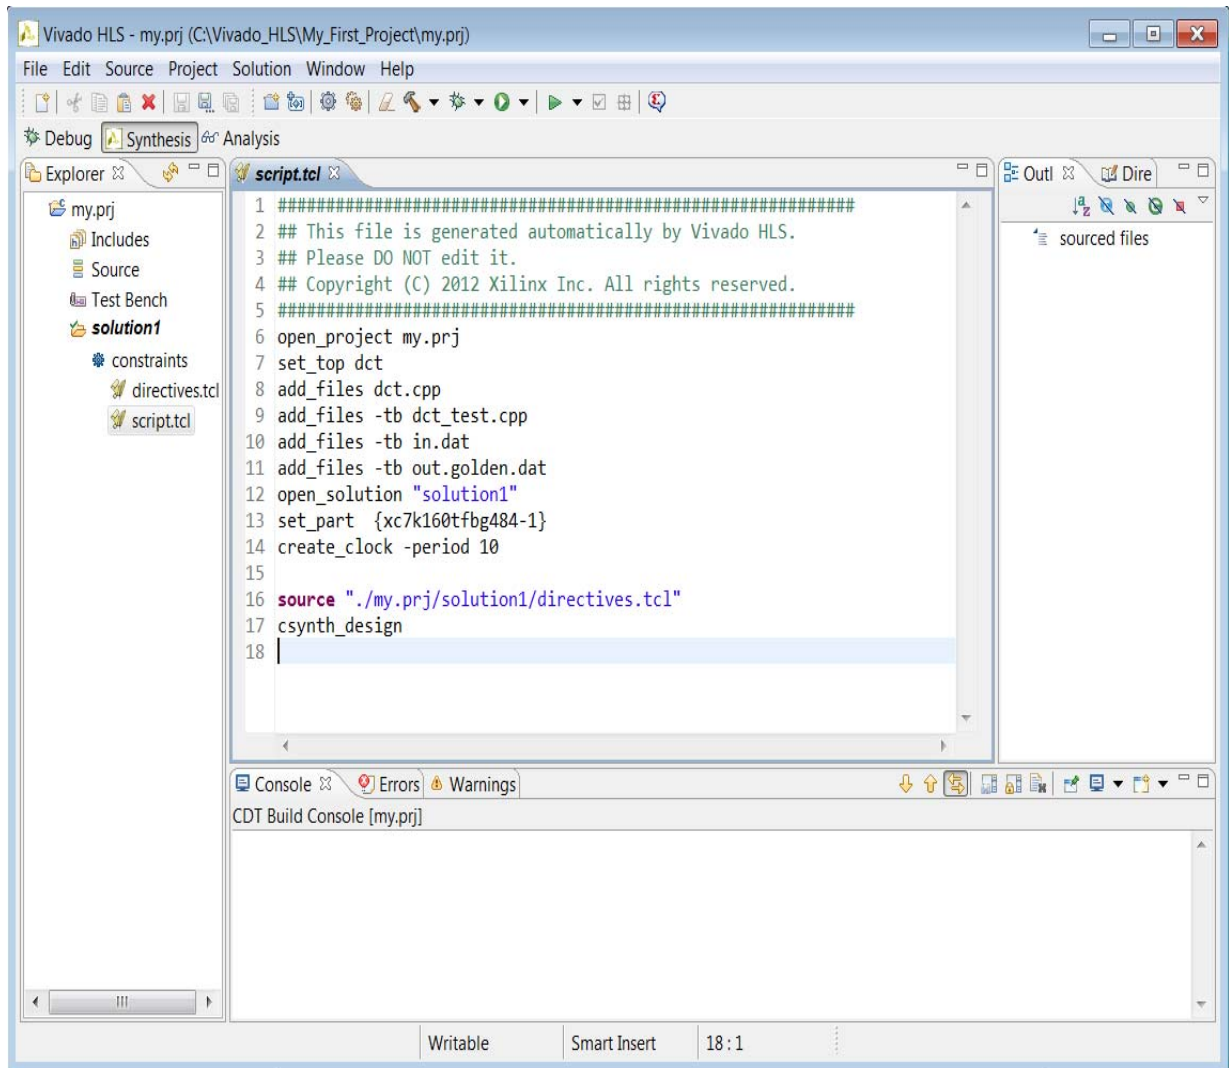 Vivado HLS - my.prj (C:\Vivado_HLS\My_First_Project\my.prj)
File Edit Source Project Solution Window Help
Debug Synthesis Analysis
Explorer
my.prj
Includes
Source
Test Bench
solution1
constraints
directives.tcl
script.tcl
script.tcl
1 ############################################################
2 ## This file is generated automatically by Vivado HLS.
3 ## Please DO NOT edit it.
4 ## Copyright (C) 2012 Xilinx Inc. All rights reserved.
5 ############################################################
6 open_project my.prj
7 set_top dct
8 add_files dct.cpp
9 add_files -tb dct_test.cpp
10 add_files -tb in.dat
11 add_files -tb out.golden.dat
12 open_solution "solution1"
13 set_part  {xc7k160tfbg484-1}
14 create_clock -period 10
15
16 source "./my.prj/solution1/directives.tcl"
17 csynth_design
18
Outl Dire
sourced files
Console Errors Warnings
CDT Build Console [my.prj]
Writable Smart Insert 18 : 1